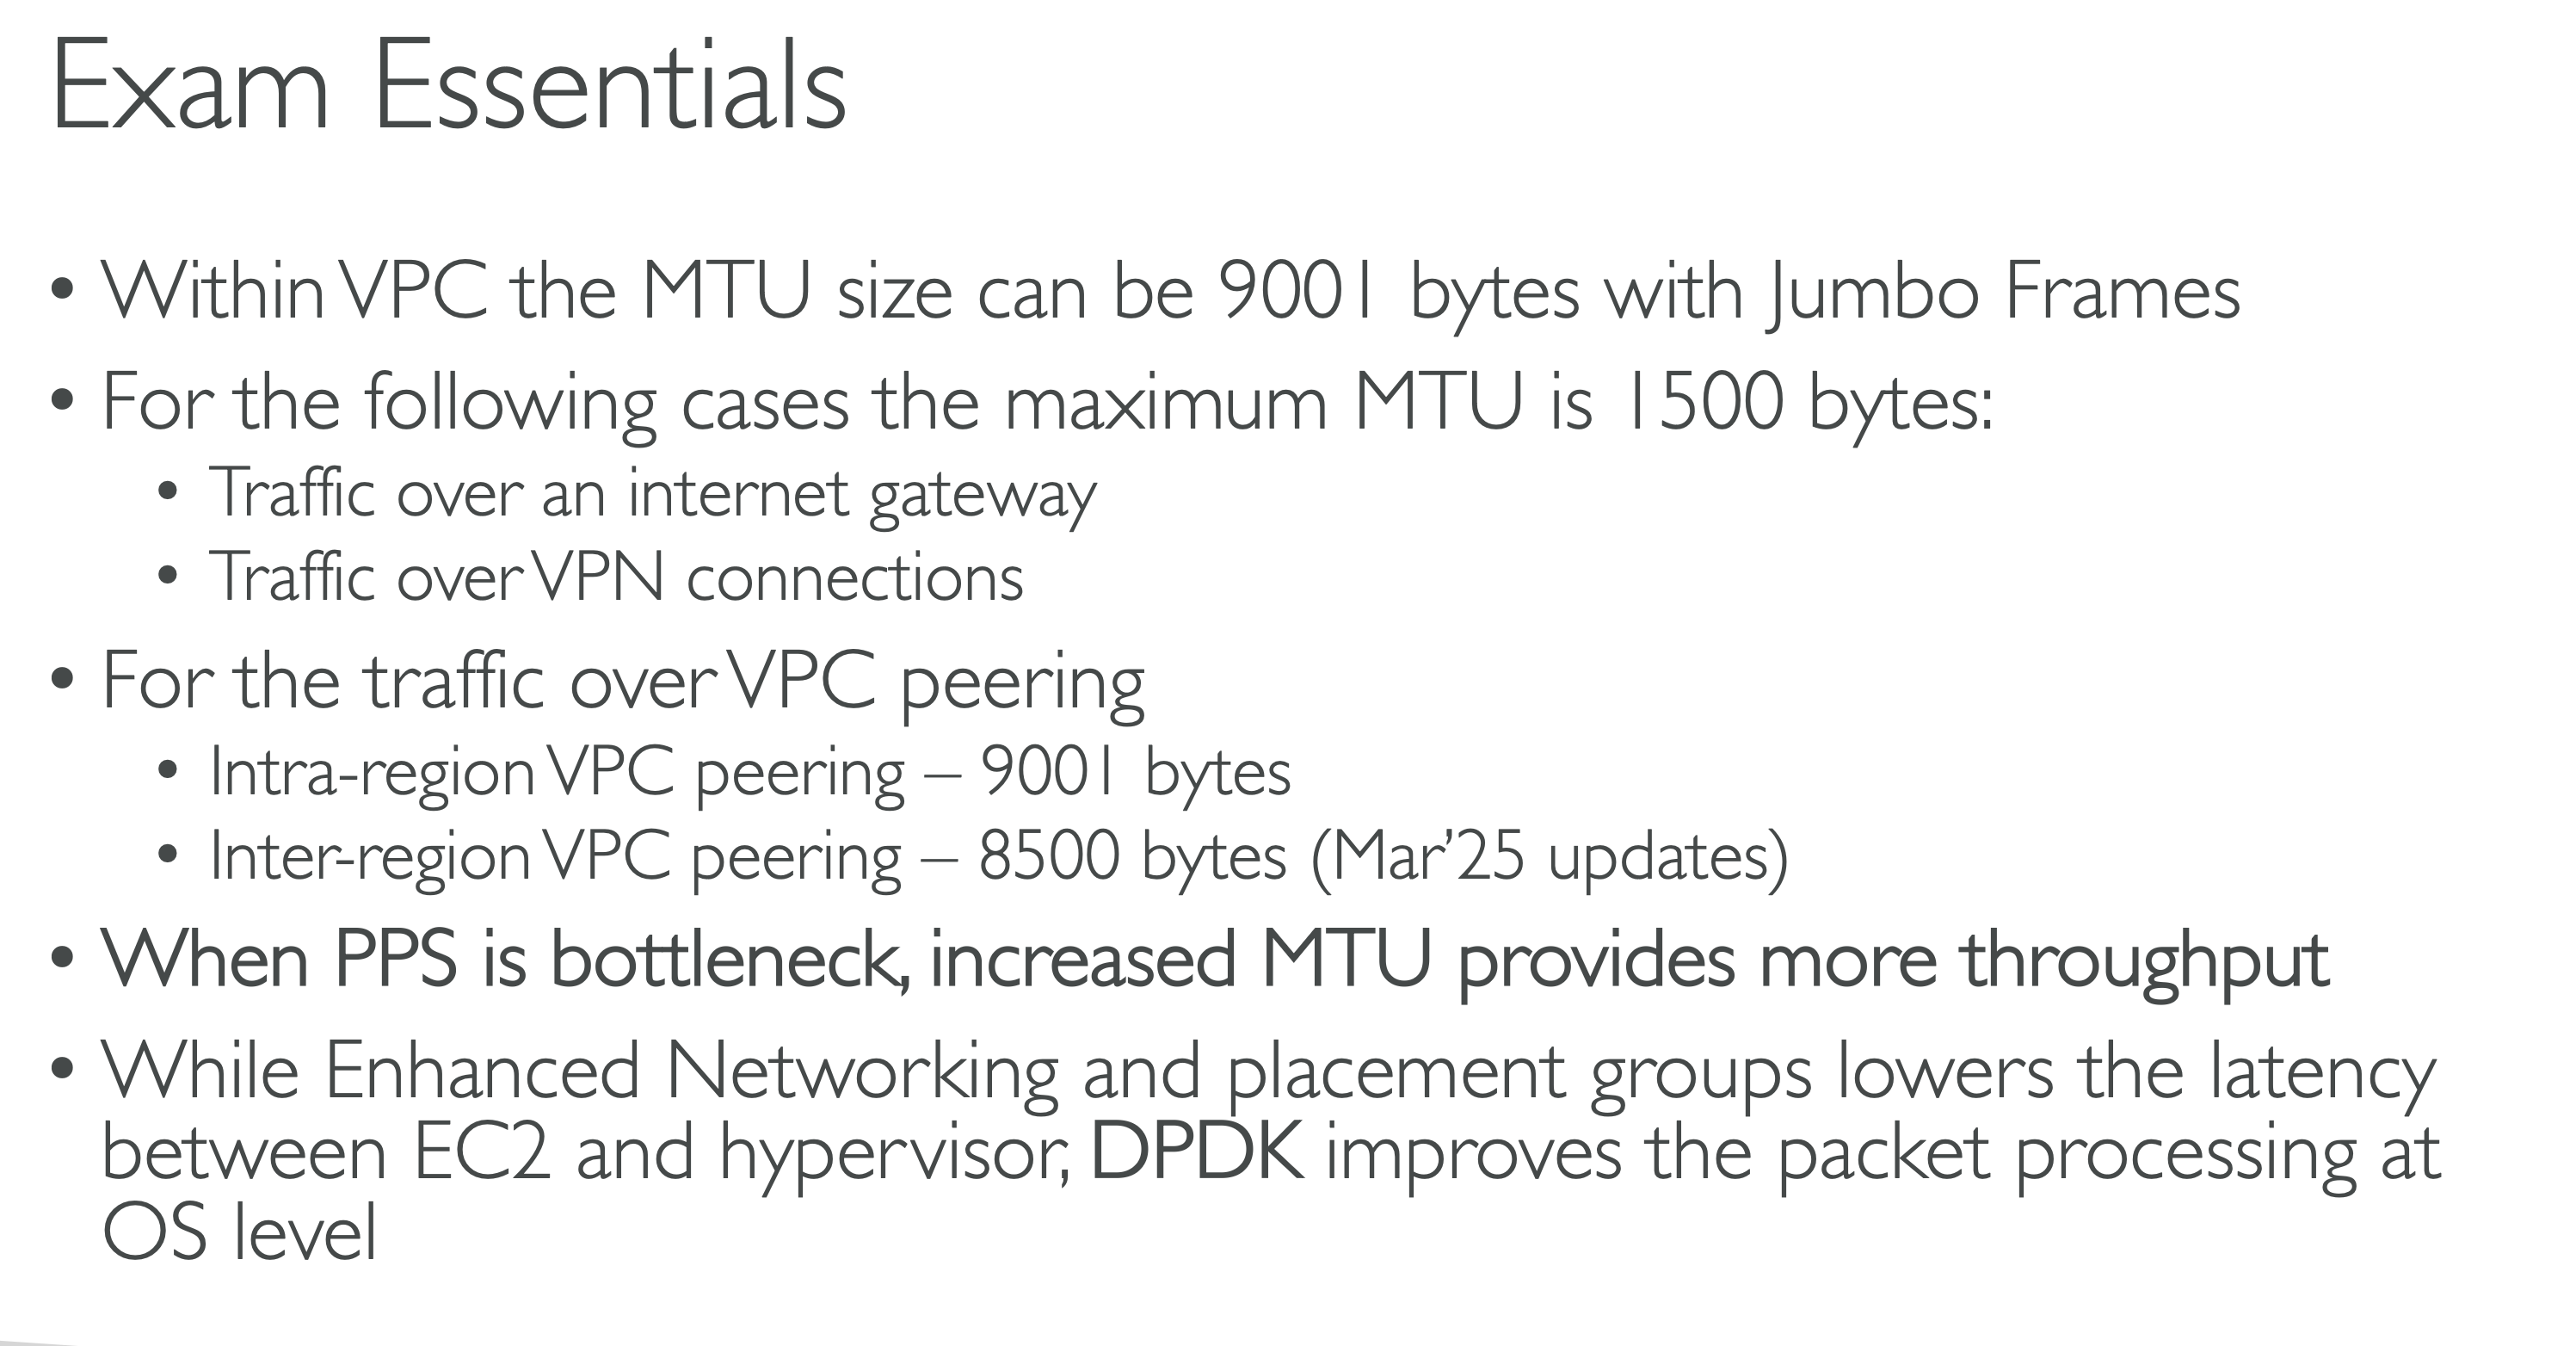 Exam Essentials
• Within VPC the MTU size can be 9001 bytes with Jumbo Frames
• For the following cases the maximum MTU is 1500 bytes:
• Traffic over an internet gateway
• Traffic over VPN connections
• For the traffic over VPC peering
• Intra-region VPC peering – 9001 bytes
• Inter-region VPC peering – 8500 bytes (Mar’25 updates)
• When PPS is bottleneck, increased MTU provides more throughput
• While Enhanced Networking and placement groups lowers the latency
between EC2 and hypervisor, DPDK improves the packet processing at
OS level